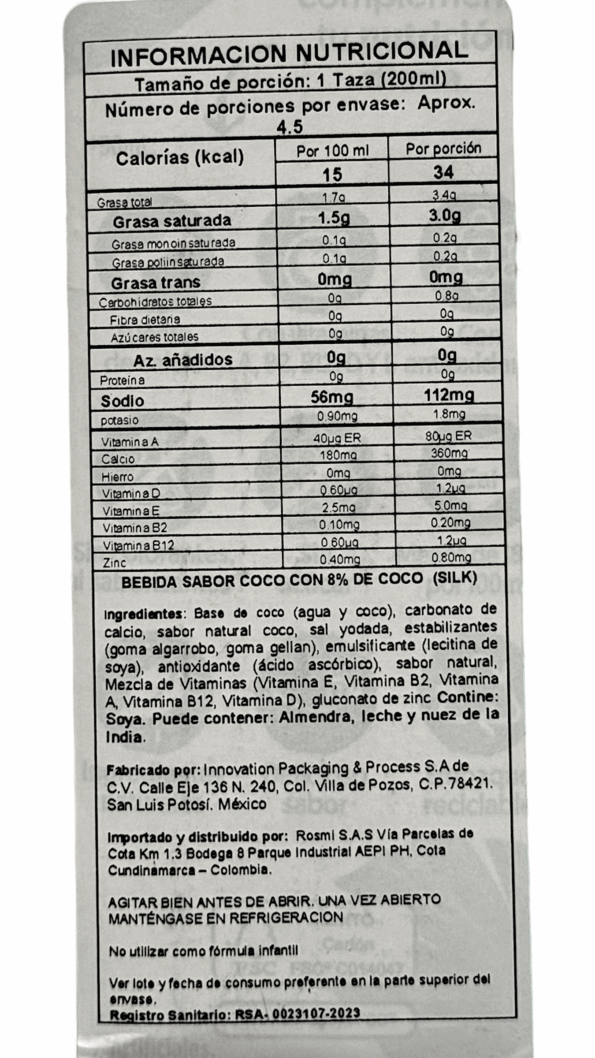 INFORMACION NUTRICIONAL
Tamaño de porción: 1 Taza (200ml)
Número de porciones por envase: Aprox.
4.5
Calorías (kcal) Por 100 ml Por porción
15 34
Grasa total 1.7g 3.4g
Grasa saturada 1.5g 3.0g
Grasa monoinsaturada 0.1g 0.2g
Grasa poliinsaturada 0.1g 0.2g
Grasa trans 0mg 0mg
Carbohidratos totales 0g 0.8g
Fibra dietaria 0g 0g
Azúcares totales 0g 0g
Az. añadidos 0g 0g
Proteína 0g 0g
Sodio 56mg 112mg
potasio 0.90mg 1.8mg
Vitamina A 40µg ER 80µg ER
Calcio 180mg 360mg
Hierro 0mg 0mg
Vitamina D 0.60µg 1.2µg
Vitamina E 2.5mg 5.0mg
Vitamina B2 0.10mg 0.20mg
Vitamina B12 0.60µg 1.2µg
Zinc 0.40mg 0.80mg
BEBIDA SABOR COCO CON 8% DE COCO (SILK)
Ingredientes: Base de coco (agua y coco), carbonato de
calcio, sabor natural coco, sal yodada, estabilizantes
(goma algarrobo, goma gellan), emulsificante (lecitina de
soya), antioxidante (ácido ascórbico), sabor natural,
Mezcla de Vitaminas (Vitamina E, Vitamina B2, Vitamina
A, Vitamina B12, Vitamina D), gluconato de zinc Contine:
Soya. Puede contener: Almendra, leche y nuez de la
India.
Fabricado por: Innovation Packaging & Process S.A de
C.V. Calle Eje 136 N. 240, Col. Villa de Pozos, C.P.78421.
San Luis Potosí. México
Importado y distribuido por: Rosmi S.A.S Vía Parcelas de
Cota Km 1.3 Bodega 8 Parque Industrial AEPI PH, Cota
Cundinamarca – Colombia.
AGITAR BIEN ANTES DE ABRIR. UNA VEZ ABIERTO
MANTÉNGASE EN REFRIGERACION
No utilizar como fórmula infantil
Ver lote y fecha de consumo preferente en la parte superior del
envase.
Registro Sanitario: RSA- 0023107-2023